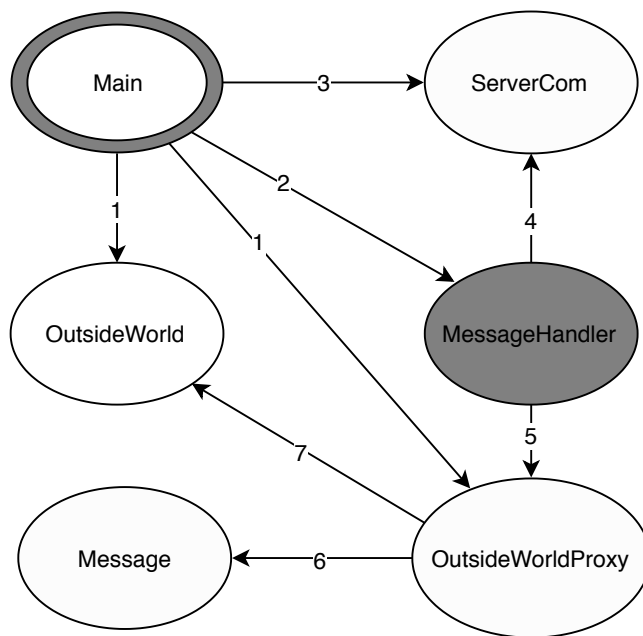 Main
3
ServerCom
2
1
1
4
OutsideWorld
MessageHandler
5
7
Message
6
OutsideWorldProxy